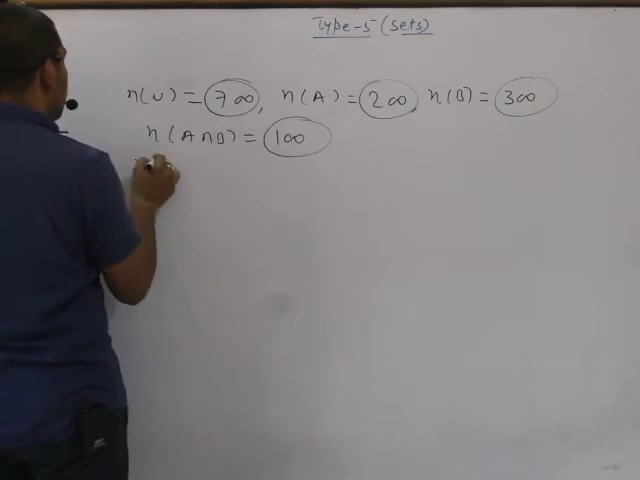 Type-5 (sets)
n(U) = 700, n(A) = 200 n(B) = 300
n(A∩B) = 100